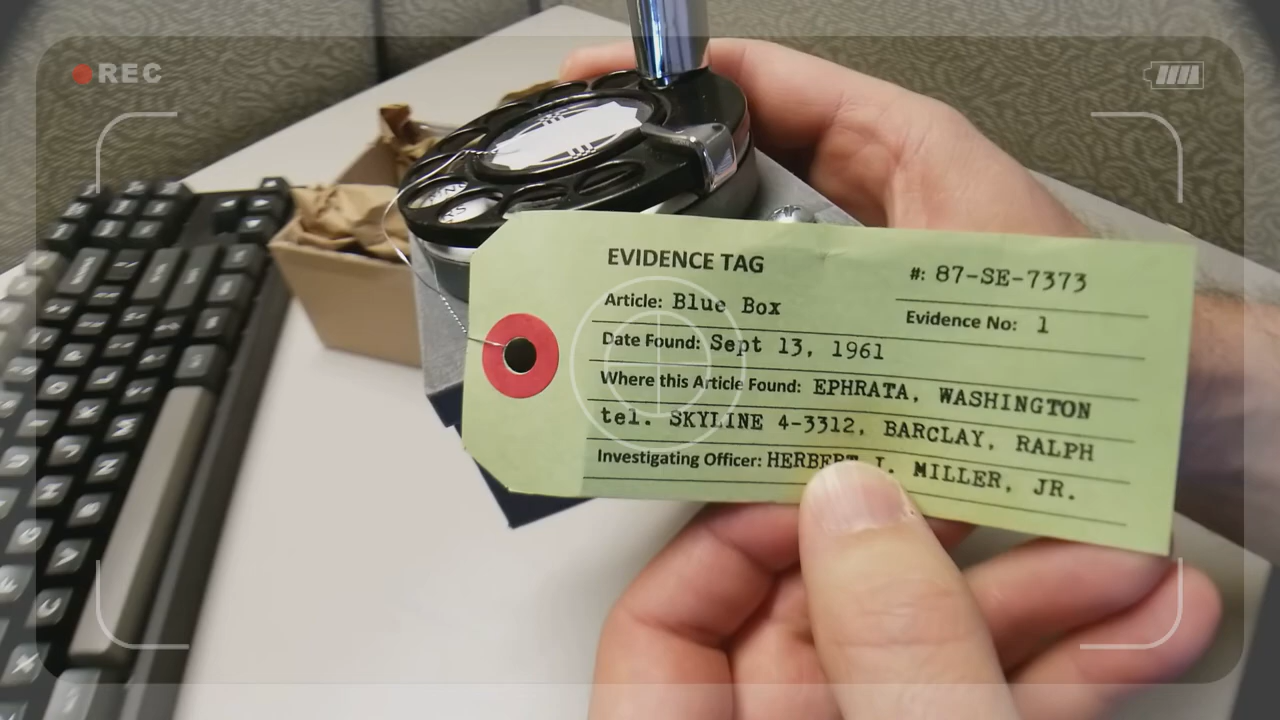 REC
EVIDENCE TAG
#: 87-SE-7373
Article: Blue Box
Evidence No: 1
Date Found: Sept 13, 1961
Where this Article Found: EPHRATA, WASHINGTON
tel. SKYLINE 4-3312, BARCLAY, RALPH
Investigating Officer: HERBERT J. MILLER, JR.